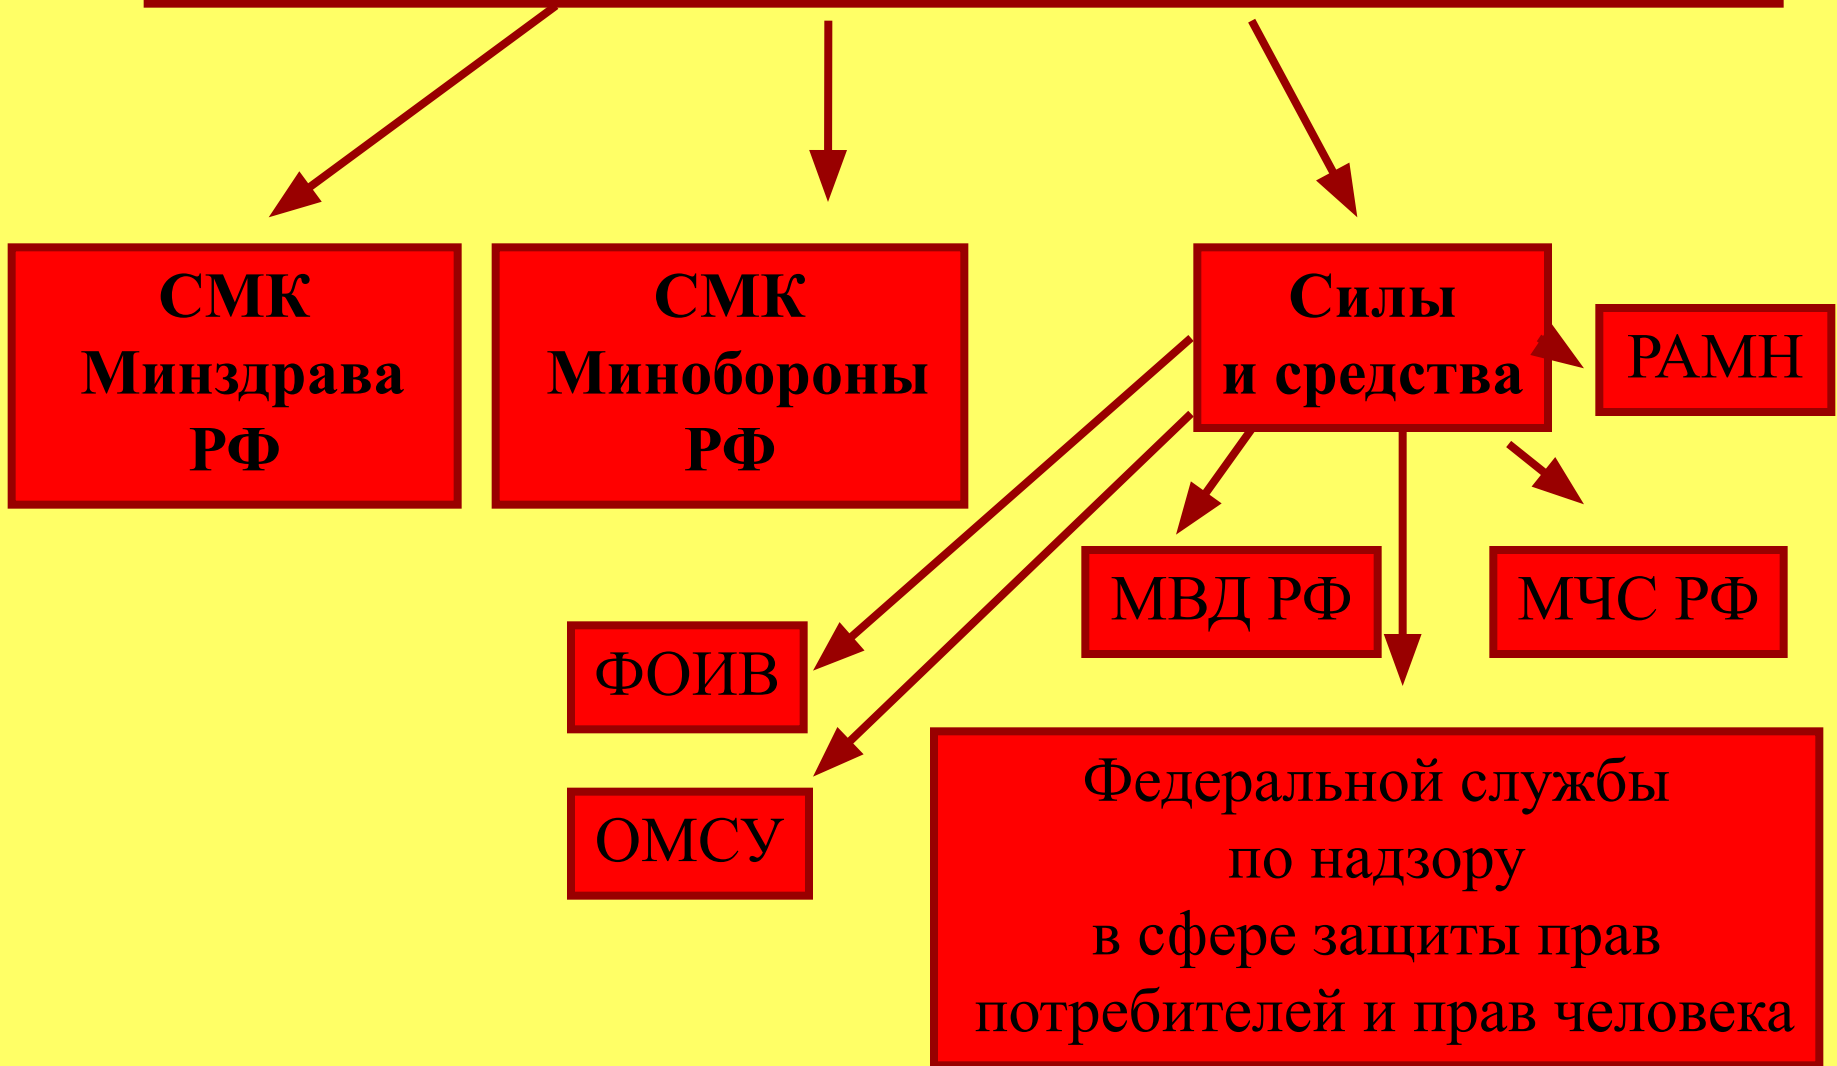 СМК
Минздрава
РФ
СМК
Минобороны
РФ
Силы
и средства
РАМН
МВД РФ
МЧС РФ
ФОИВ
ОМСУ
Федеральной службы
по надзору
в сфере защиты прав
потребителей и прав человека